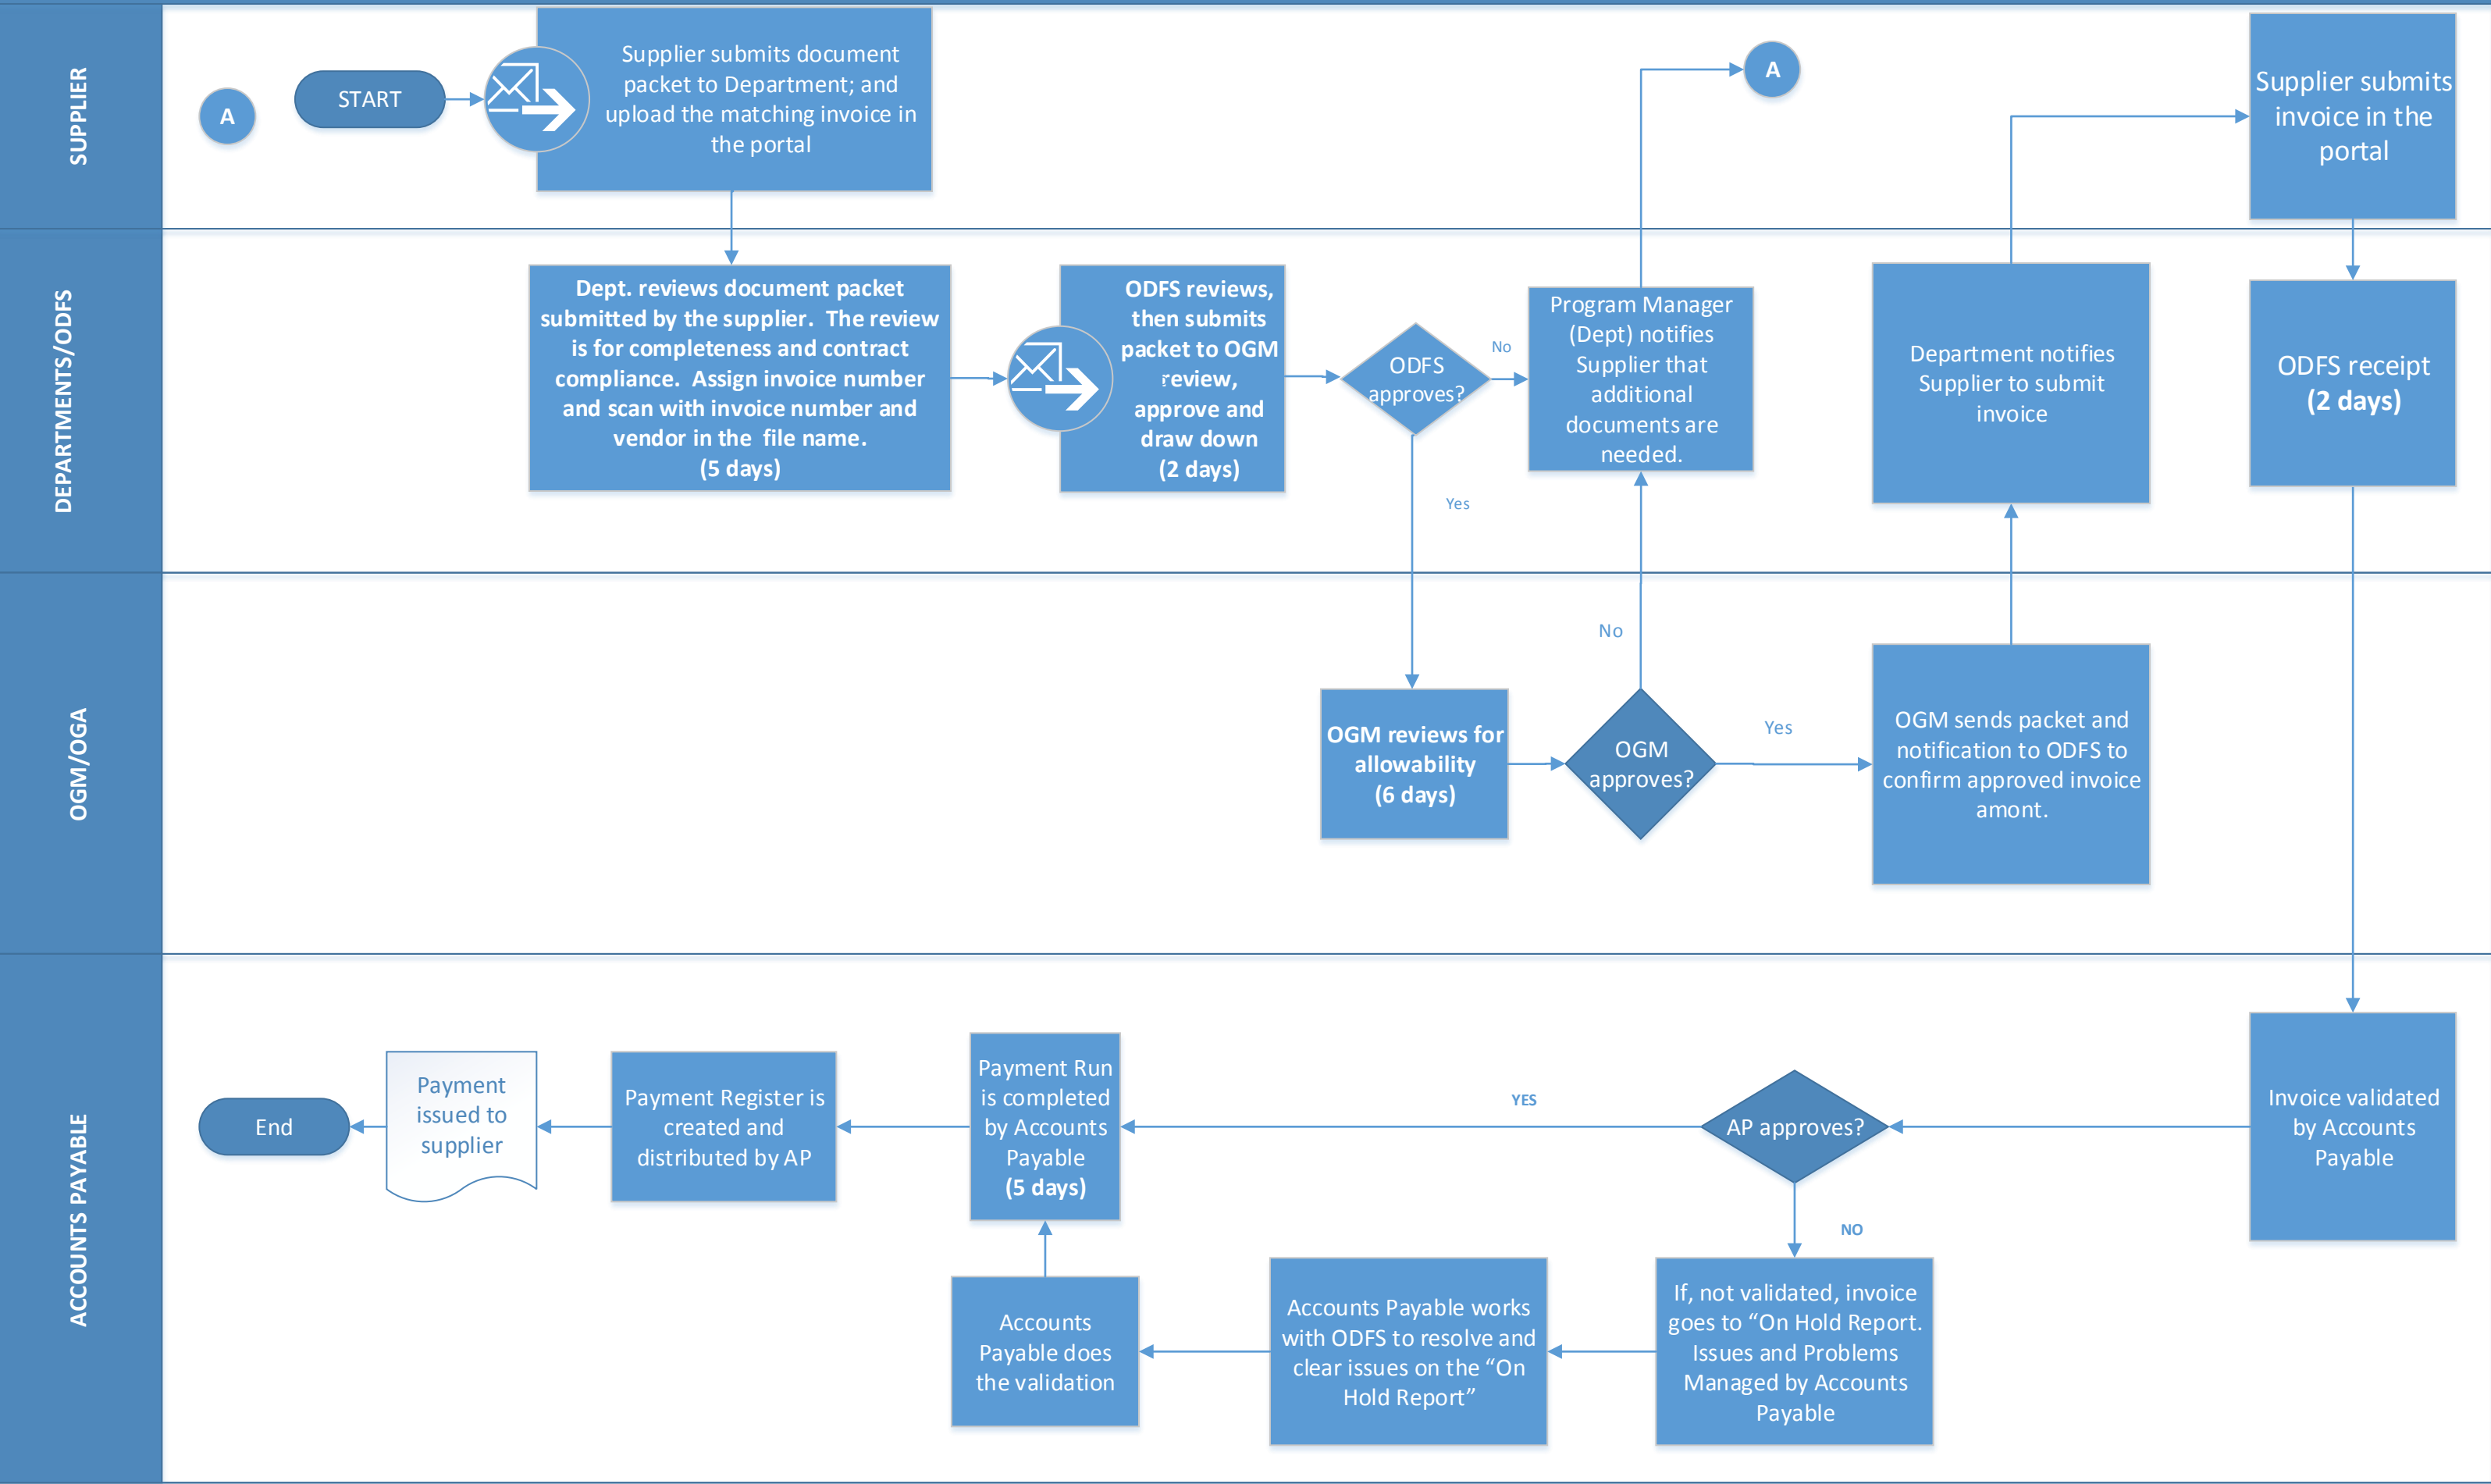 SUPPLIER
A
START
Supplier submits document
packet to Department; and
upload the matching invoice in
the portal
A
Supplier submits
invoice in the
portal
DEPARTMENTS/ODFS
Dept. reviews document packet
submitted by the supplier. The review
is for completeness and contract
compliance. Assign invoice number
and scan with invoice number and
vendor in the file name.
(5 days)
ODFS reviews,
then submits
packet to OGM
review,
approve and
draw down
(2 days)
ODFS
approves?
No
Yes
Program Manager
(Dept) notifies
Supplier that
additional
documents are
needed.
Department notifies
Supplier to submit
invoice
ODFS receipt
(2 days)
OGM/OGA
OGM reviews for
allowability
(6 days)
OGM
approves?
No
Yes
OGM sends packet and
notification to ODFS to
confirm approved invoice
amont.
ACCOUNTS PAYABLE
End
Payment
issued to
supplier
Payment Register is
created and
distributed by AP
Payment Run
is completed
by Accounts
Payable
(5 days)
YES
AP approves?
NO
Invoice validated
by Accounts
Payable
Accounts
Payable does
the validation
Accounts Payable works
with ODFS to resolve and
clear issues on the “On
Hold Report”
If, not validated, invoice
goes to “On Hold Report.
Issues and Problems
Managed by Accounts
Payable